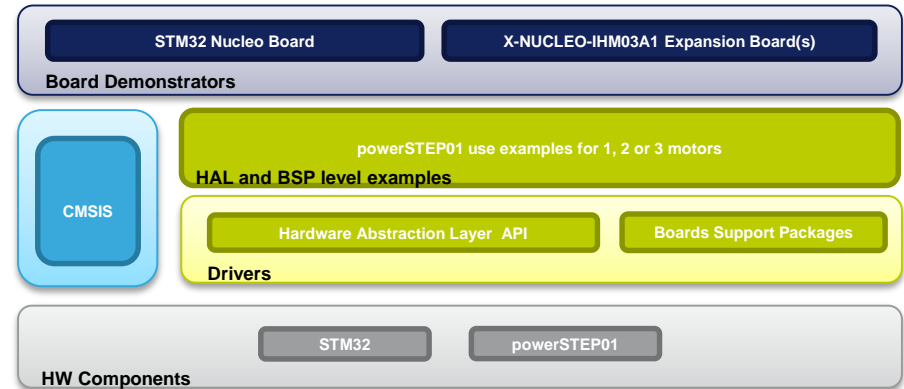 STM32 Nucleo Board
X-NUCLEO-IHM03A1 Expansion Board(s)
Board Demonstrators
powerSTEP01 use examples for 1, 2 or 3 motors
HAL and BSP level examples
CMSIS
Hardware Abstraction Layer API
Boards Support Packages
Drivers
STM32
powerSTEP01
HW Components